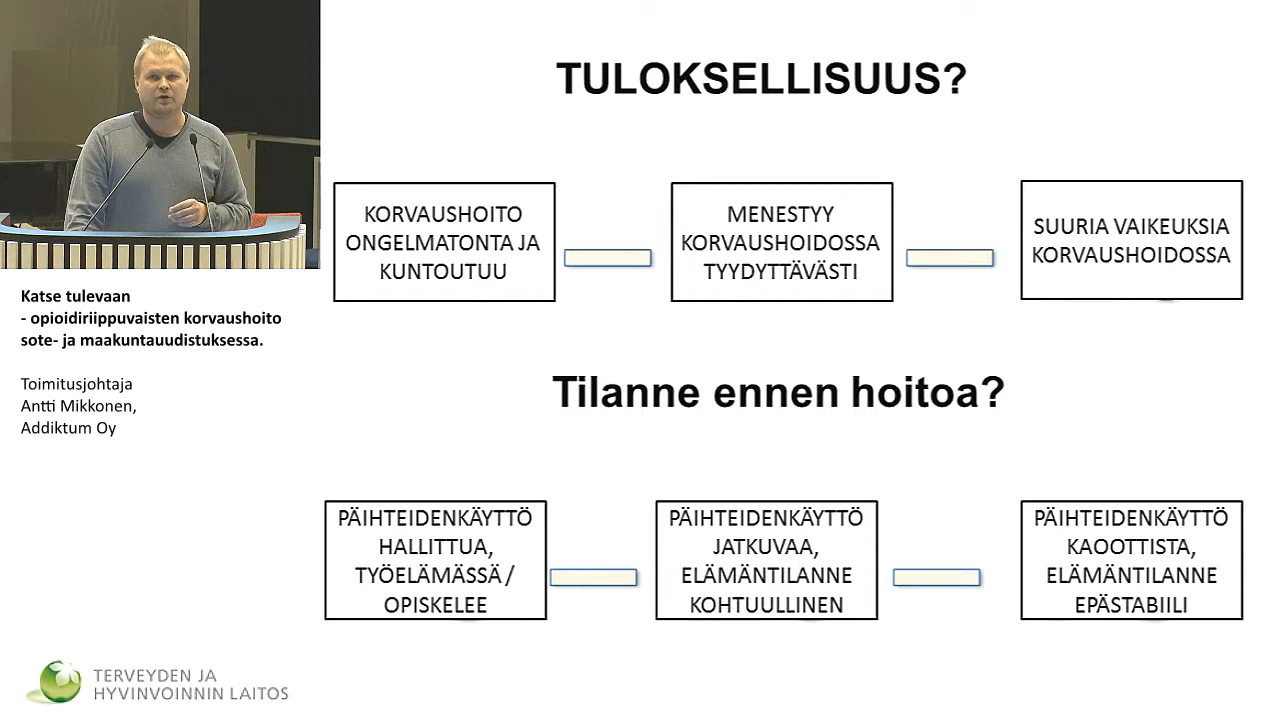 TULOKSELLISUUS?
KORVAUSHOITO
ONGELMATONTA JA
KUNTOUTUU
MENESTYY
KORVAUSHOIDOSSA
TYYDYTTÄVÄSTI
SUURIA VAIKEUKSIA
KORVAUSHOIDOSSA
Katse tulevaan
- opioidiriippuvaisten korvaushoito
sote- ja maakuntauudistuksessa.
Toimitusjohtaja
Antti Mikkonen,
Addiktum Oy
Tilanne ennen hoitoa?
PÄIHTEIDENKÄYTTÖ
HALLITTUA,
TYÖELÄMÄSSÄ /
OPISKELEE
PÄIHTEIDENKÄYTTÖ
JATKUVAA,
ELÄMÄNTILANNE
KOHTUULLINEN
PÄIHTEIDENKÄYTTÖ
KAOOTTISTA,
ELÄMÄNTILANNE
EPÄSTABIILI
TERVEYDEN JA
HYVINVOINNIN LAITOS